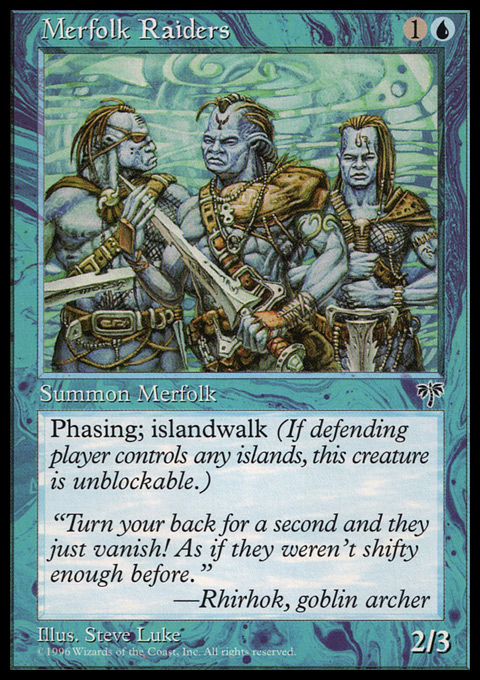 Merfolk Raiders 1
Summon Merfolk
Phasing; islandwalk (If defending
player controls any islands, this creature
is unblockable.)
“Turn your back for a second and they
just vanish! As if they weren't shifty
enough before.”
—Rhirhok, goblin archer
Illus. Steve Luke
2/3
©1996 Wizards of the Coast, Inc. All rights reserved.